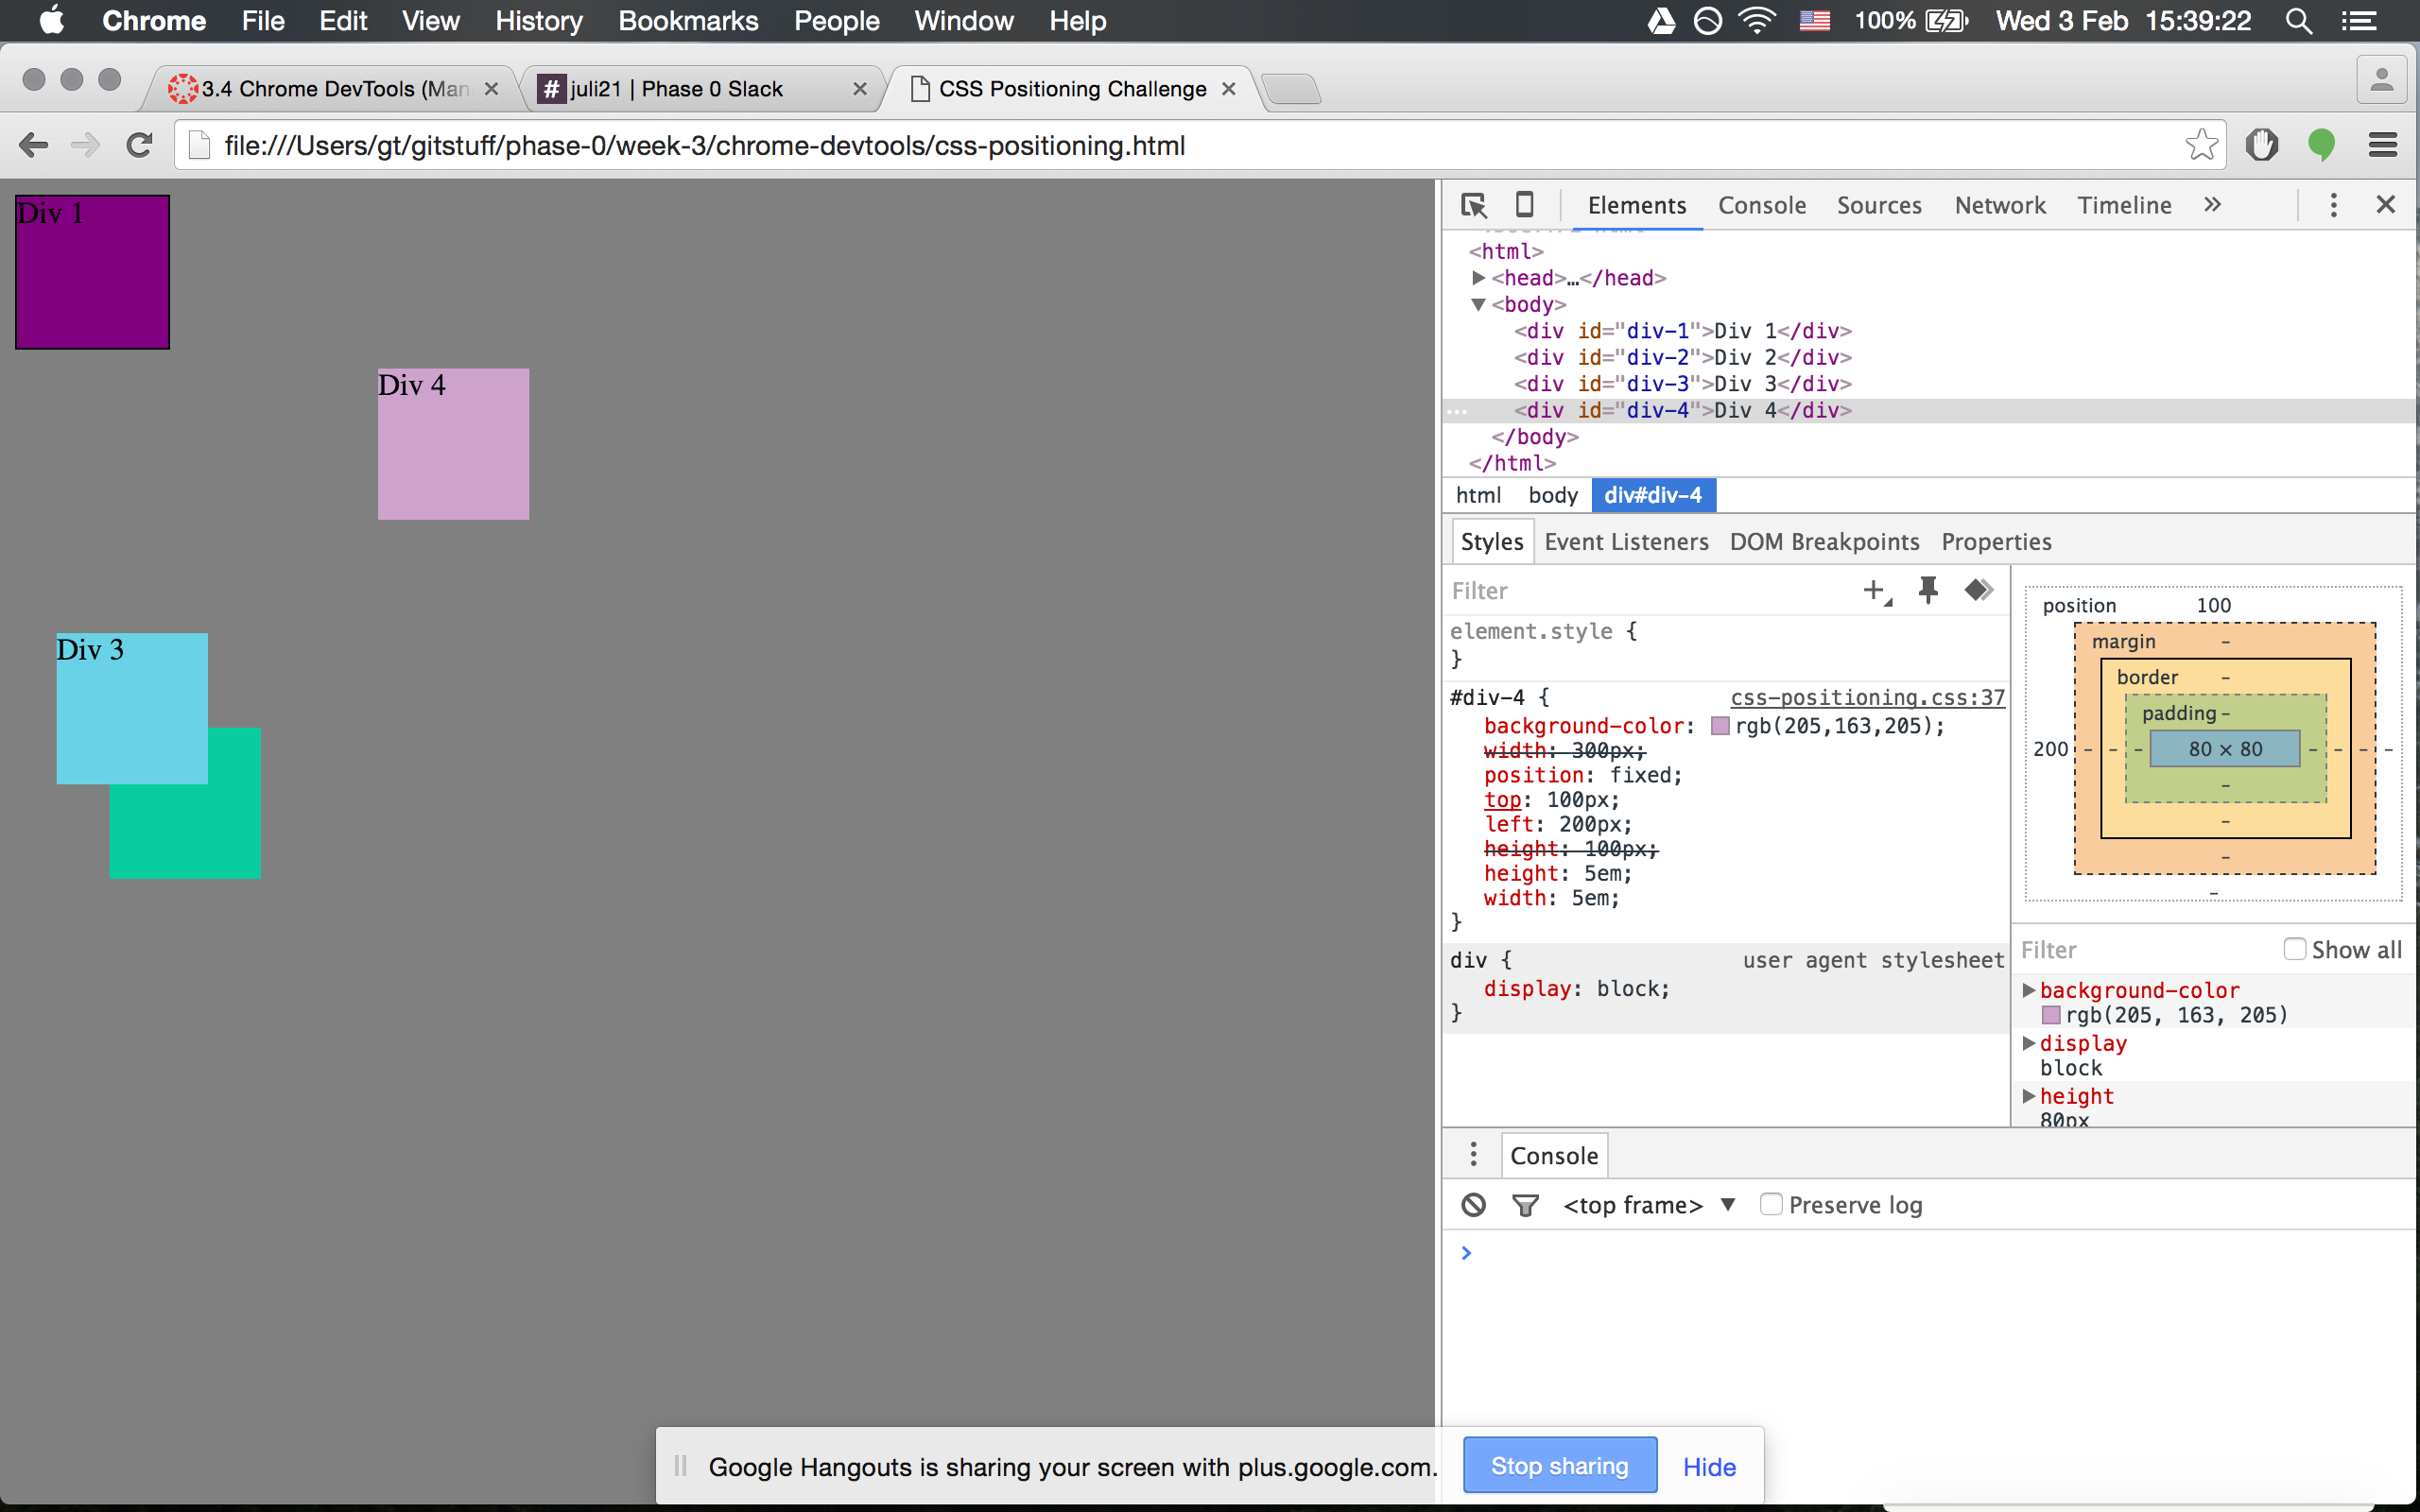 Chrome File Edit View History Bookmarks People Window Help 100% Wed 3 Feb 15:39:22
3.4 Chrome DevTools (Man
# juli21 | Phase 0 Slack
CSS Positioning Challenge
file:///Users/gt/gitstuff/phase-0/week-3/chrome-devtools/css-positioning.html
Div 1
Div 4
Div 3
Elements Console Sources Network Timeline »
<html>
<head>…</head>
<body>
<div id="div-1">Div 1</div>
<div id="div-2">Div 2</div>
<div id="div-3">Div 3</div>
<div id="div-4">Div 4</div>
</body>
</html>
html body div#div-4
Styles Event Listeners DOM Breakpoints Properties
Filter
element.style {
}
#div-4 { css-positioning.css:37
background-color: rgb(205,163,205);
width: 300px;
position: fixed;
top: 100px;
left: 200px;
height: 100px;
height: 5em;
width: 5em;
}
div { user agent stylesheet
display: block;
}
position 100
margin -
border -
padding -
200 - - - 80 × 80 - - - -
-
-
-
-
Filter Show all
background-color
rgb(205, 163, 205)
display
block
height
80px
Console
<top frame> ▼ Preserve log
>
Google Hangouts is sharing your screen with plus.google.com. Stop sharing Hide